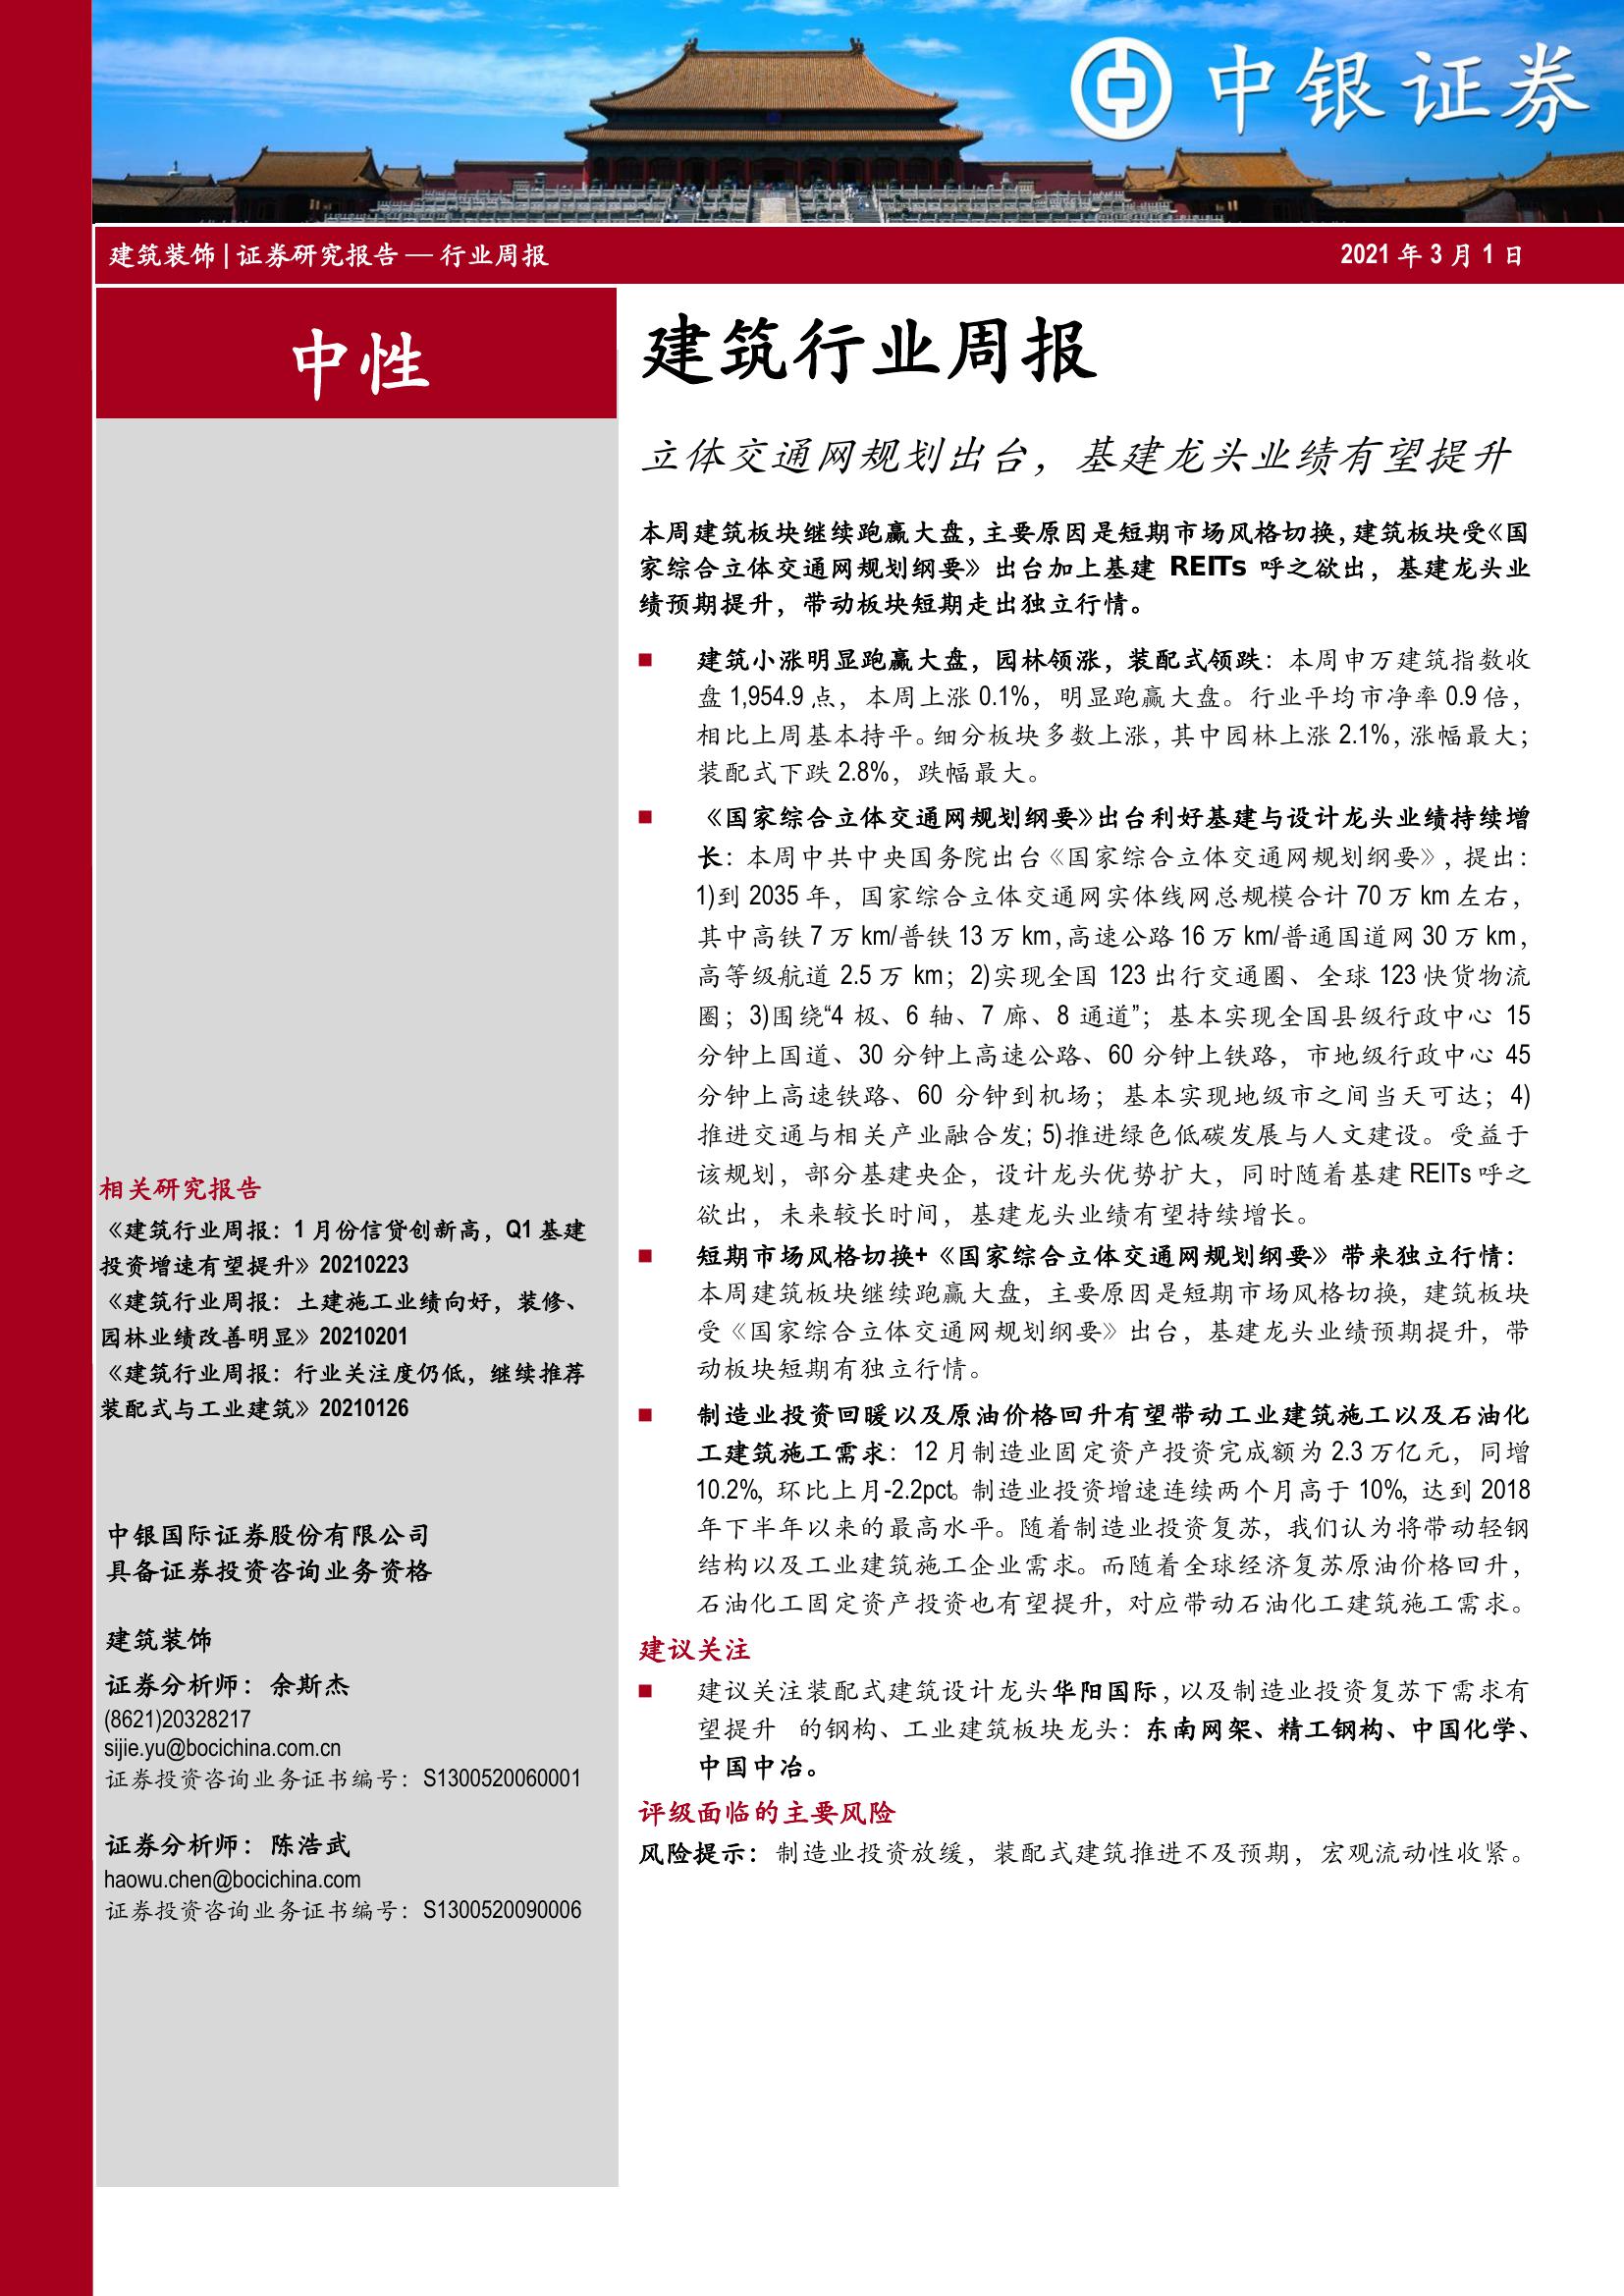 中银证券
建筑装饰 | 证券研究报告 — 行业周报
2021 年 3 月 1 日
中性
建筑行业周报
立体交通网规划出台，基建龙头业绩有望提升
本周建筑板块继续跑赢大盘，主要原因是短期市场风格切换，建筑板块受《国
家综合立体交通网规划纲要》出台加上基建 REITs 呼之欲出，基建龙头业
绩预期提升，带动板块短期走出独立行情。
■ 建筑小涨明显跑赢大盘，园林领涨，装配式领跌：本周申万建筑指数收
盘 1,954.9 点，本周上涨 0.1%，明显跑赢大盘。行业平均市净率 0.9 倍，
相比上周基本持平。细分板块多数上涨，其中园林上涨 2.1%，涨幅最大；
装配式下跌 2.8%，跌幅最大。
■ 《国家综合立体交通网规划纲要》出台利好基建与设计龙头业绩持续增
长：本周中共中央国务院出台《国家综合立体交通网规划纲要》，提出：
1)到 2035 年，国家综合立体交通网实体线网总规模合计 70 万 km 左右，
其中高铁 7 万 km/普铁 13 万 km，高速公路 16 万 km/普通国道网 30 万 km，
高等级航道 2.5 万 km；2)实现全国 123 出行交通圈、全球 123 快货物流
圈；3)围绕“4 极、6 轴、7 廊、8 通道”；基本实现全国县级行政中心 15
分钟上国道、30 分钟上高速公路、60 分钟上铁路，市地级行政中心 45
分钟上高速铁路、60 分钟到机场；基本实现地级市之间当天可达；4)
推进交通与相关产业融合发；5)推进绿色低碳发展与人文建设。受益于
该规划，部分基建央企，设计龙头优势扩大，同时随着基建 REITs 呼之
欲出，未来较长时间，基建龙头业绩有望持续增长。
■ 短期市场风格切换+《国家综合立体交通网规划纲要》带来独立行情：
本周建筑板块继续跑赢大盘，主要原因是短期市场风格切换，建筑板块
受《国家综合立体交通网规划纲要》出台，基建龙头业绩预期提升，带
动板块短期有独立行情。
■ 制造业投资回暖以及原油价格回升有望带动工业建筑施工以及石油化
工建筑施工需求：12 月制造业固定资产投资完成额为 2.3 万亿元，同增
10.2%，环比上月-2.2pct。制造业投资增速连续两个月高于 10%，达到 2018
年下半年以来的最高水平。随着制造业投资复苏，我们认为将带动轻钢
结构以及工业建筑施工企业需求。而随着全球经济复苏原油价格回升，
石油化工固定资产投资也有望提升，对应带动石油化工建筑施工需求。
建议关注
■ 建议关注装配式建筑设计龙头华阳国际，以及制造业投资复苏下需求有
望提升 的钢构、工业建筑板块龙头：东南网架、精工钢构、中国化学、
中国中冶。
评级面临的主要风险
风险提示：制造业投资放缓，装配式建筑推进不及预期，宏观流动性收紧。
相关研究报告
《建筑行业周报：1 月份信贷创新高，Q1 基建
投资增速有望提升》20210223
《建筑行业周报：土建施工业绩向好，装修、
园林业绩改善明显》20210201
《建筑行业周报：行业关注度仍低，继续推荐
装配式与工业建筑》20210126
中银国际证券股份有限公司
具备证券投资咨询业务资格
建筑装饰
证券分析师：余斯杰
(8621)20328217
sijie.yu@bocichina.com.cn
证券投资咨询业务证书编号：S1300520060001
证券分析师：陈浩武
haowu.chen@bocichina.com
证券投资咨询业务证书编号：S1300520090006